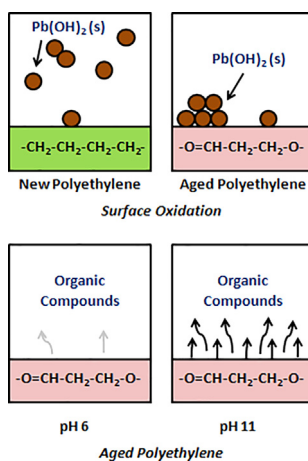 Pb(OH)₂(s)
-CH₂-CH₂-CH₂-CH₂-
New Polyethylene
Pb(OH)₂(s)
-O=CH-CH₂-CH₂-O-
Aged Polyethylene
Surface Oxidation
Organic
Compounds
-O=CH-CH₂-CH₂-O-
pH 6
Organic
Compounds
-O=CH-CH₂-CH₂-O-
pH 11
Aged Polyethylene